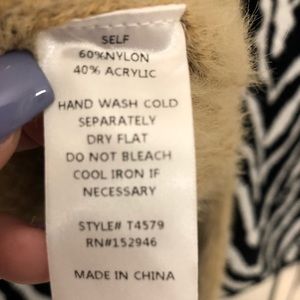 SELF
60%NYLON
40% ACRYLIC
HAND WASH COLD
SEPARATELY
DRY FLAT
DO NOT BLEACH
COOL IRON IF
NECESSARY
STYLE# T4579
RN#152946
MADE IN CHINA